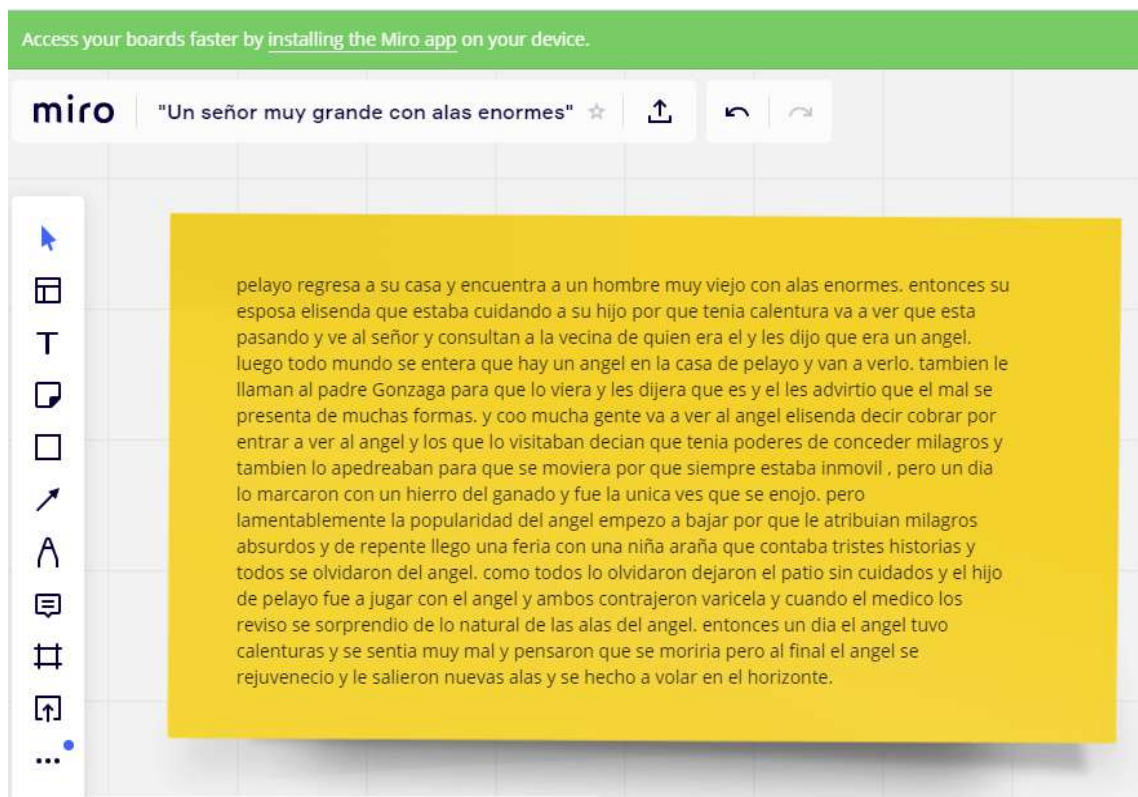 Access your boards faster by installing the Miro app on your device.
miro "Un señor muy grande con alas enormes"
T
pelayo regresa a su casa y encuentra a un hombre muy viejo con alas enormes. entonces su
esposa elisenda que estaba cuidando a su hijo por que tenia calentura va a ver que esta
pasando y ve al señor y consultan a la vecina de quien era el y les dijo que era un angel.
luego todo mundo se entera que hay un angel en la casa de pelayo y van a verlo. tambien le
llaman al padre Gonzaga para que lo viera y les dijera que es y el les advirtio que el mal se
presenta de muchas formas. y coo mucha gente va a ver al angel elisenda decir cobrar por
entrar a ver al angel y los que lo visitaban decian que tenia poderes de conceder milagros y
tambien lo apedreaban para que se moviera por que siempre estaba inmovil , pero un dia
lo marcaron con un hierro del ganado y fue la unica ves que se enojo. pero
lamentablemente la popularidad del angel empezo a bajar por que le atribuian milagros
absurdos y de repente llego una feria con una niña araña que contaba tristes historias y
todos se olvidaron del angel. como todos lo olvidaron dejaron el patio sin cuidados y el hijo
de pelayo fue a jugar con el angel y ambos contrajeron varicela y cuando el medico los
reviso se sorprendio de lo natural de las alas del angel. entonces un dia el angel tuvo
calenturas y se sentia muy mal y pensaron que se moriria pero al final el angel se
rejuvenecio y le salieron nuevas alas y se hecho a volar en el horizonte.